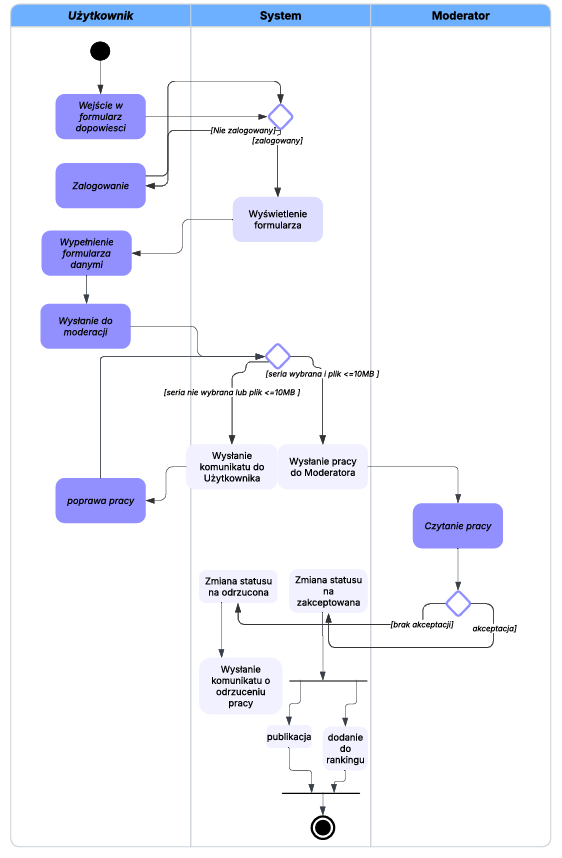 Użytkownik
System
Moderator
Wejście w
formularz
dopowiesci
[Nie zalogowany]
[zalogowany]
Zalogowanie
Wyświetlenie
formularza
Wypełnienie
formularza
danymi
Wysłanie do
moderacji
[seria wybrana i plik <=10MB ]
[seria nie wybrana lub plik <=10MB ]
Wysłanie
komunikatu do
Użytkownika
Wysłanie pracy
do Moderatora
poprawa pracy
Czytanie pracy
Zmiana statusu
na odrzucona
Zmiana statusu
na
zakceptowana
[brak akceptacji]
akceptacja]
Wysłanie
komunikatu o
odrzuceniu
pracy
publikacja
dodanie
do
rankingu